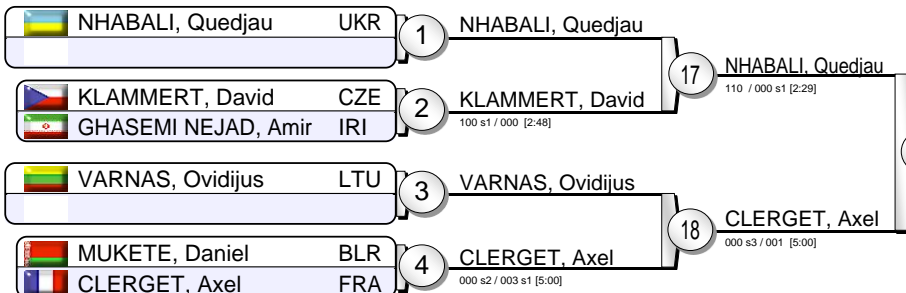 NHABALI, Quedjau UKR
1
NHABALI, Quedjau
KLAMMERT, David CZE
GHASEMI NEJAD, Amir IRI
2
KLAMMERT, David
100 s1 / 000 [2:48]
17
NHABALI, Quedjau
110 / 000 s1 [2:29]
VARNAS, Ovidijus LTU
3
VARNAS, Ovidijus
MUKETE, Daniel BLR
CLERGET, Axel FRA
4
CLERGET, Axel
000 s2 / 003 s1 [5:00]
18
CLERGET, Axel
000 s3 / 001 [5:00]